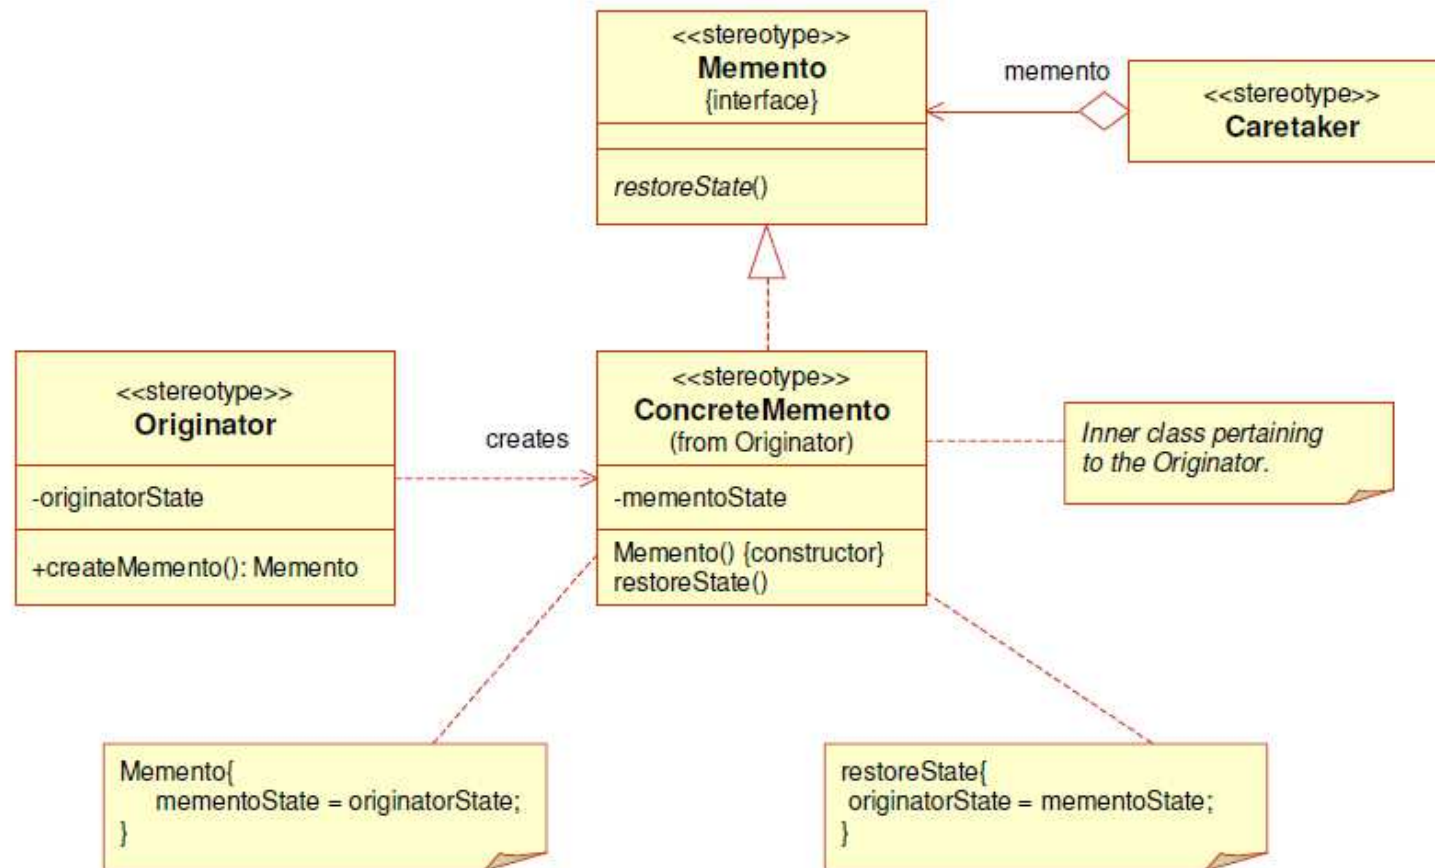 <<stereotype>>
Memento
{interface}
restoreState()
memento
<<stereotype>>
Caretaker
<<stereotype>>
Originator
-originatorState
+createMemento(): Memento
creates
<<stereotype>>
ConcreteMemento
(from Originator)
-mementoState
Memento() {constructor}
restoreState()
Inner class pertaining
to the Originator.
Memento{
mementoState = originatorState;
}
restoreState{
originatorState = mementoState;
}